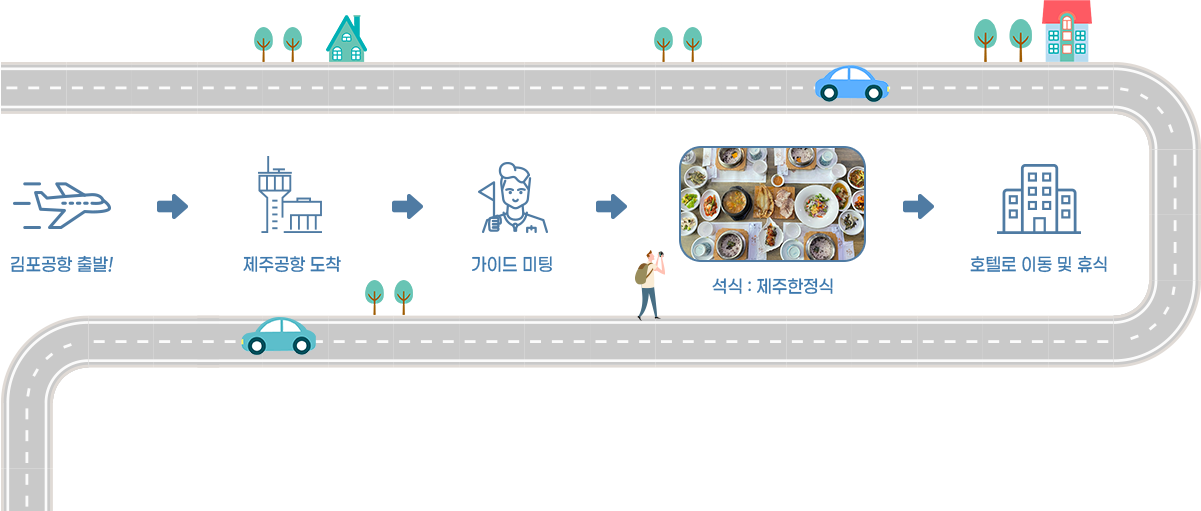 김포공항 출발!
제주공항 도착
가이드 미팅
석식 : 제주한정식
호텔로 이동 및 휴식